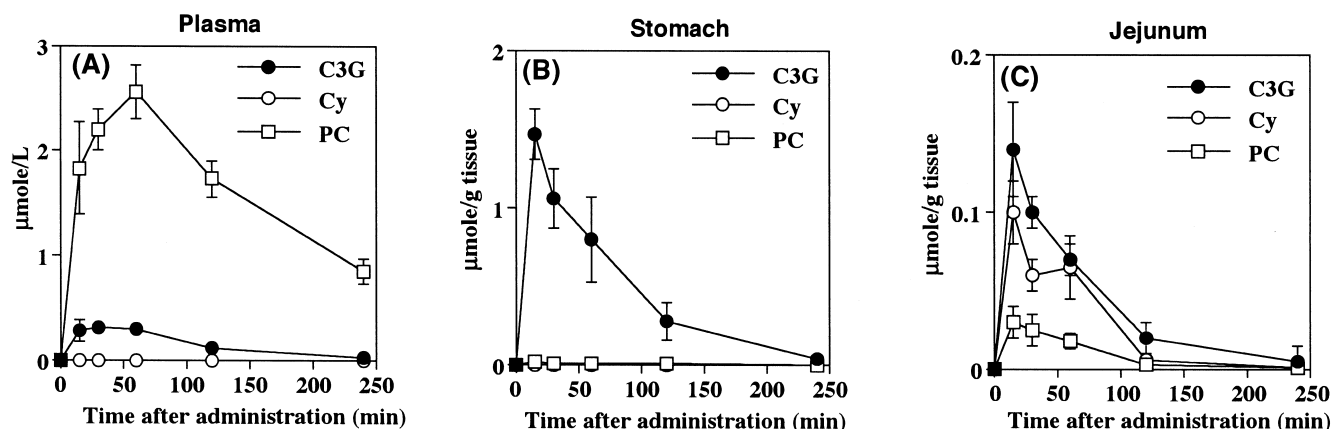 Plasma
(A)
C3G
Cy
PC
3
2
1
0
μmole/L
0 50 100 150 200 250
Time after administration (min)
Stomach
(B)
C3G
Cy
PC
2
1
0
μmole/g tissue
0 50 100 150 200 250
Time after administration (min)
Jejunum
(C)
C3G
Cy
PC
0.2
0.1
0
μmole/g tissue
0 50 100 150 200 250
Time after administration (min)